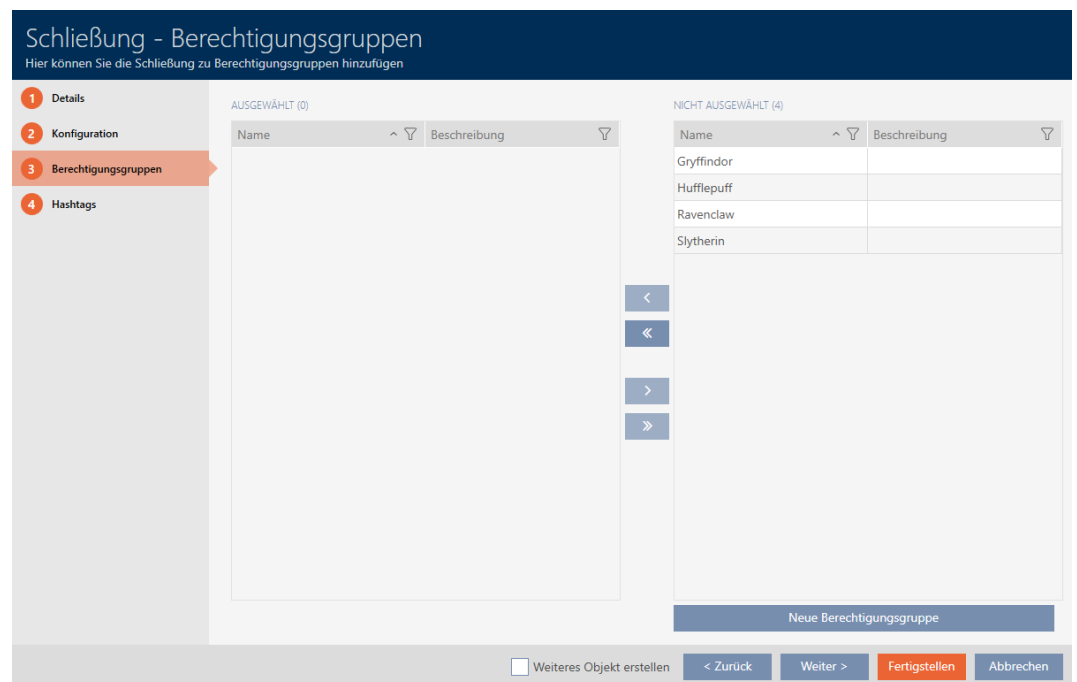 Schließung - Berechtigungsgruppen
Hier können Sie die Schließung zu Berechtigungsgruppen hinzufügen
1 Details
2 Konfiguration
3 Berechtigungsgruppen
4 Hashtags
AUSGEWÄHLT (0)
Name Beschreibung
NICHT AUSGEWÄHLT (4)
Name Beschreibung
Gryffindor
Hufflepuff
Ravenclaw
Slytherin
Neue Berechtigungsgruppe
Weiteres Objekt erstellen < Zurück Weiter > Fertigstellen Abbrechen